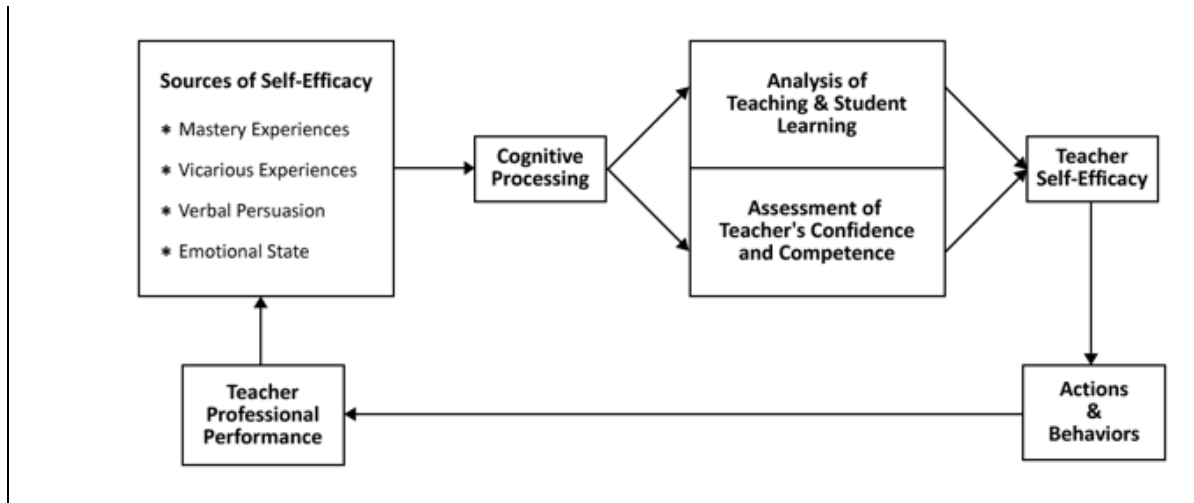 Sources of Self-Efficacy
* Mastery Experiences
* Vicarious Experiences
* Verbal Persuasion
* Emotional State
Cognitive
Processing
Analysis of
Teaching & Student
Learning
Assessment of
Teacher's Confidence
and Competence
Teacher
Self-Efficacy
Actions
&
Behaviors
Teacher
Professional
Performance